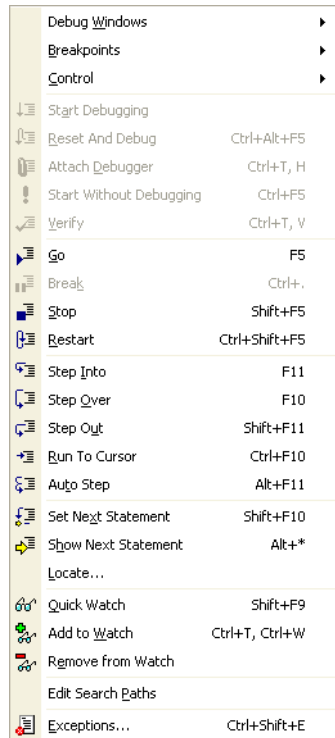 Debug Windows
Breakpoints
Control
Start Debugging
Reset And Debug Ctrl+Alt+F5
Attach Debugger Ctrl+T, H
Start Without Debugging Ctrl+F5
Verify Ctrl+T, V
Go F5
Break Ctrl+.
Stop Shift+F5
Restart Ctrl+Shift+F5
Step Into F11
Step Over F10
Step Out Shift+F11
Run To Cursor Ctrl+F10
Auto Step Alt+F11
Set Next Statement Shift+F10
Show Next Statement Alt+*
Locate...
Quick Watch Shift+F9
Add to Watch Ctrl+T, Ctrl+W
Remove from Watch
Edit Search Paths
Exceptions... Ctrl+Shift+E